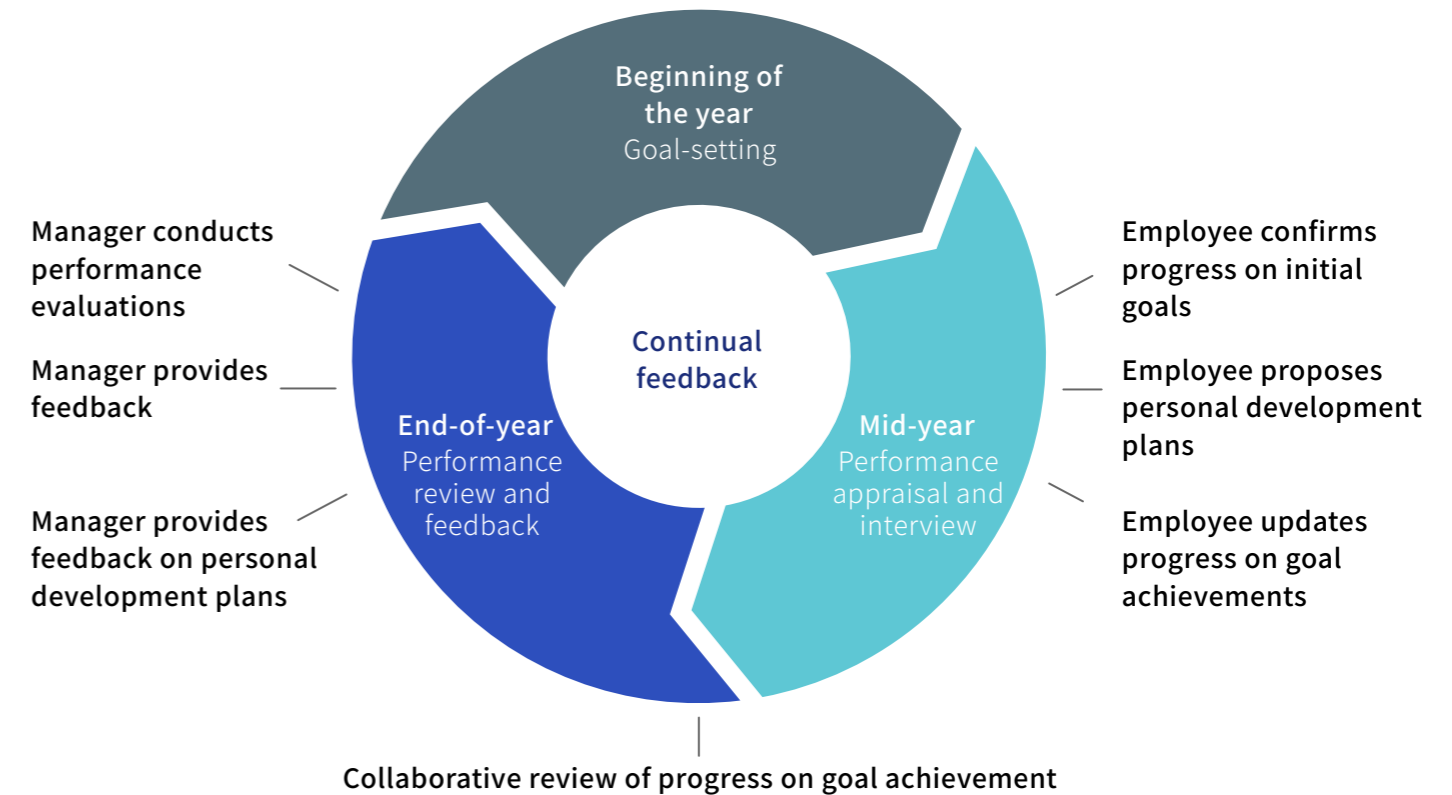 Beginning of
the year
Goal-setting
Manager conducts
performance
evaluations
Manager provides
feedback
Manager provides
feedback on personal
development plans
End-of-year
Performance
review and
feedback
Continual
feedback
Mid-year
Performance
appraisal and
interview
Employee confirms
progress on initial
goals
Employee proposes
personal development
plans
Employee updates
progress on goal
achievements
Collaborative review of progress on goal achievement